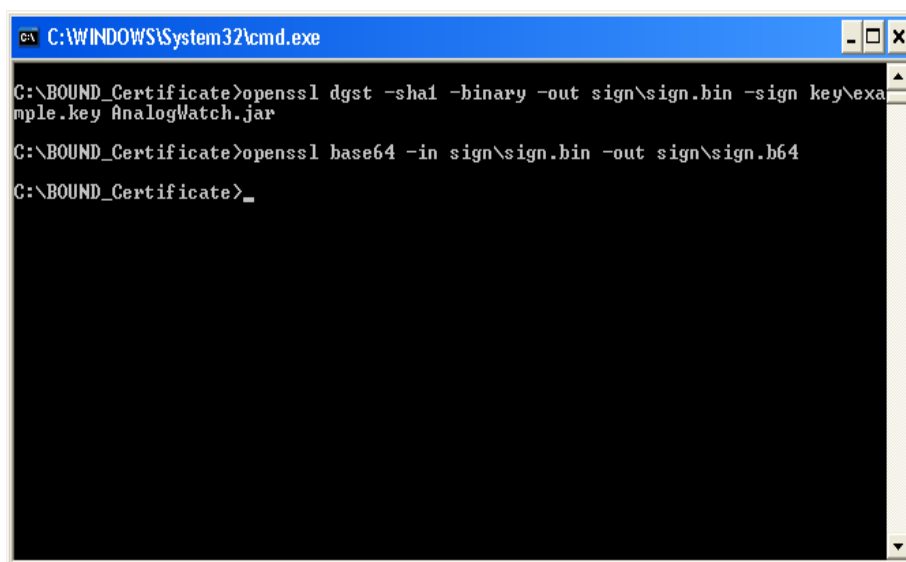 C:\WINDOWS\System32\cmd.exe
C:\BOUND_Certificate>openssl dgst -sha1 -binary -out sign\sign.bin -sign key\exa
mple.key AnalogWatch.jar
C:\BOUND_Certificate>openssl base64 -in sign\sign.bin -out sign\sign.b64
C:\BOUND_Certificate>_